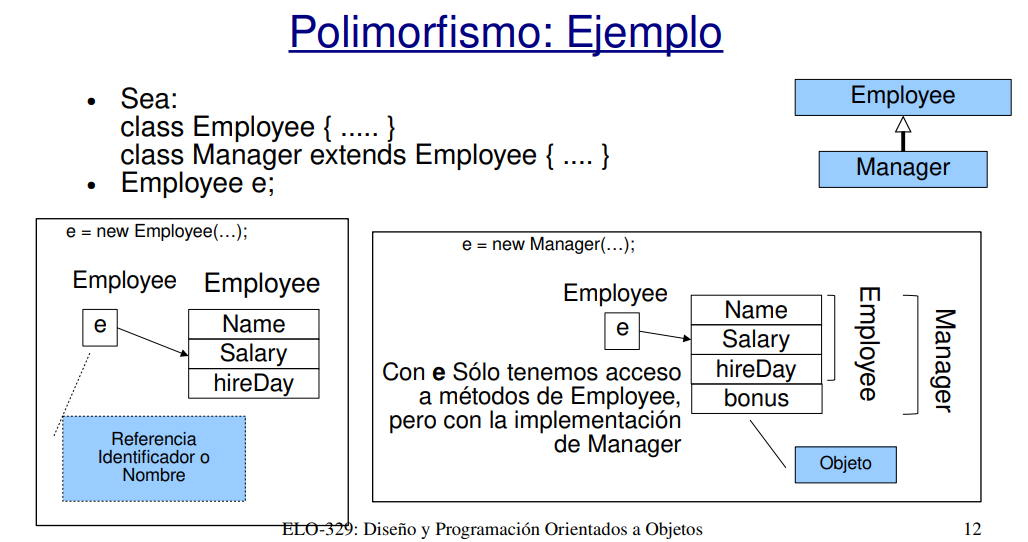 Polimorfismo: Ejemplo
• Sea:
class Employee { ..... }
class Manager extends Employee { .... }
• Employee e;
Employee
Manager
e = new Employee(…);
Employee
Employee
e
Name
Salary
hireDay
Referencia
Identificador o
Nombre
e = new Manager(…);
Employee
e
Name
Salary
hireDay
bonus
Employee
Manager
Con e Sólo tenemos acceso
a métodos de Employee,
pero con la implementación
de Manager
Objeto
ELO-329: Diseño y Programación Orientados a Objetos
12